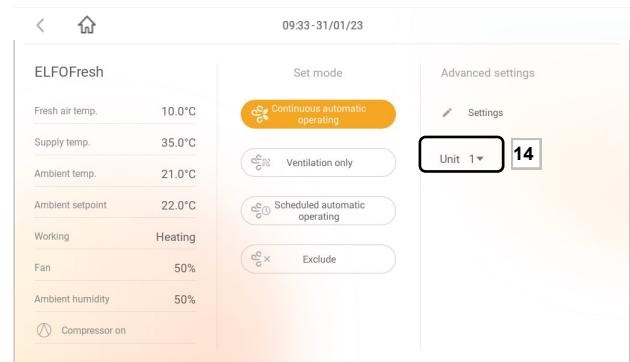 09:33-31/01/23
ELFOFresh
Fresh air temp. 10.0°C
Supply temp. 35.0°C
Ambient temp. 21.0°C
Ambient setpoint 22.0°C
Working Heating
Fan 50%
Ambient humidity 50%
Compressor on
Set mode
Continuous automatic
operating
Ventilation only
Scheduled automatic
operating
Exclude
Advanced settings
Settings
Unit 1
14